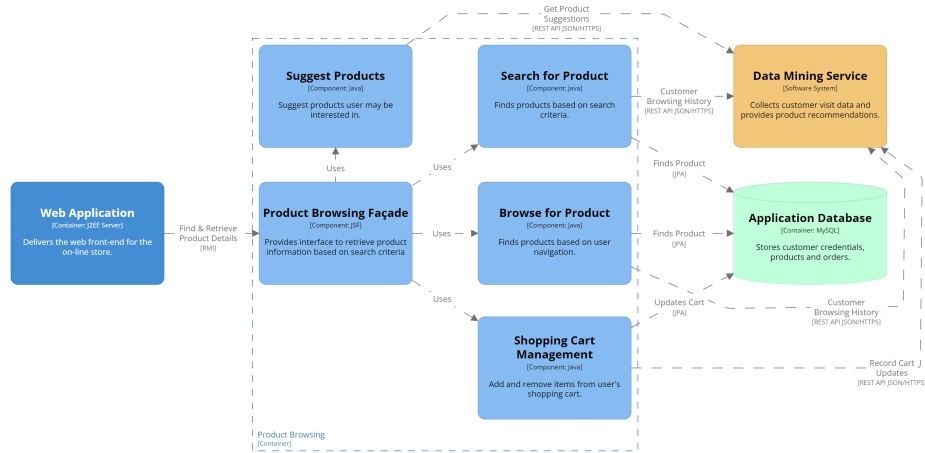 Get Product
Suggestions
[REST API JSON/HTTPS]
Suggest Products
[Component: Java]
Suggest products user may be
interested in.
Search for Product
[Component: Java]
Finds products based on search
criteria.
Customer
Browsing History
[REST API JSON/HTTPS]
Data Mining Service
[Software System]
Collects customer visit data and
provides product recommendations.
Uses
Uses
Finds Product
[JPA]
Web Application
[Container: J2EE Server]
Delivers the web front-end for the
on-line store.
Find & Retrieve
Product Details
[RMI]
Product Browsing Façade
[Component: JSF]
Provides interface to retrieve product
information based on search criteria
Uses
Browse for Product
[Component: Java]
Finds products based on user
navigation.
Finds Product
[JPA]
Application Database
[Container: MySQL]
Stores customer credentials,
products and orders.
Uses
Updates Cart
[JPA]
Customer
Browsing History
[REST API JSON/HTTPS]
Shopping Cart
Management
[Component: Java]
Add and remove items from user's
shopping cart.
Record Cart
Updates
[REST API JSON/HTTPS]
Product Browsing
[Container]